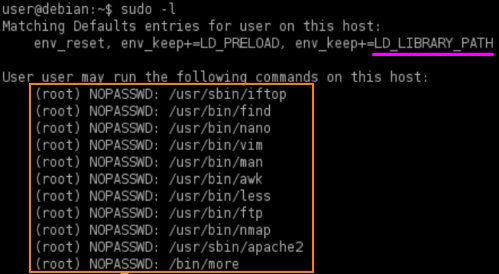 user@debian:~$ sudo -l
Matching Defaults entries for user on this host:
env_reset, env_keep+=LD_PRELOAD, env_keep+=LD_LIBRARY_PATH
User user may run the following commands on this host:
(root) NOPASSWD: /usr/sbin/iftop
(root) NOPASSWD: /usr/bin/find
(root) NOPASSWD: /usr/bin/nano
(root) NOPASSWD: /usr/bin/vim
(root) NOPASSWD: /usr/bin/man
(root) NOPASSWD: /usr/bin/awk
(root) NOPASSWD: /usr/bin/less
(root) NOPASSWD: /usr/bin/ftp
(root) NOPASSWD: /usr/bin/nmap
(root) NOPASSWD: /usr/sbin/apache2
(root) NOPASSWD: /bin/more